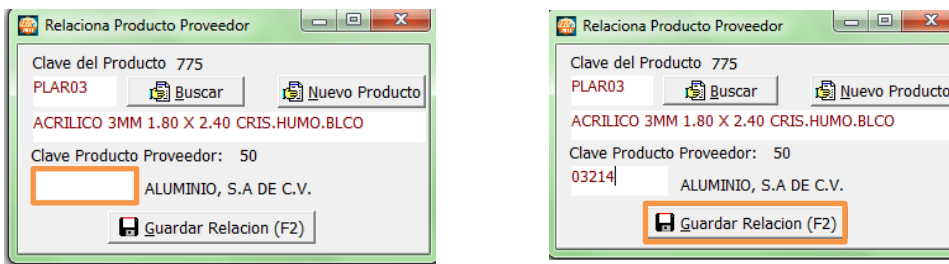 Relaciona Producto Proveedor
Clave del Producto 775
PLAR03 Buscar Nuevo Producto
ACRILICO 3MM 1.80 X 2.40 CRIS.HUMO.BLCO
Clave Producto Proveedor: 50
ALUMINIO, S.A DE C.V.
Guardar Relacion (F2)
Relaciona Producto Proveedor
Clave del Producto 775
PLAR03 Buscar Nuevo Producto
ACRILICO 3MM 1.80 X 2.40 CRIS.HUMO.BLCO
Clave Producto Proveedor: 50
03214 ALUMINIO, S.A DE C.V.
Guardar Relacion (F2)